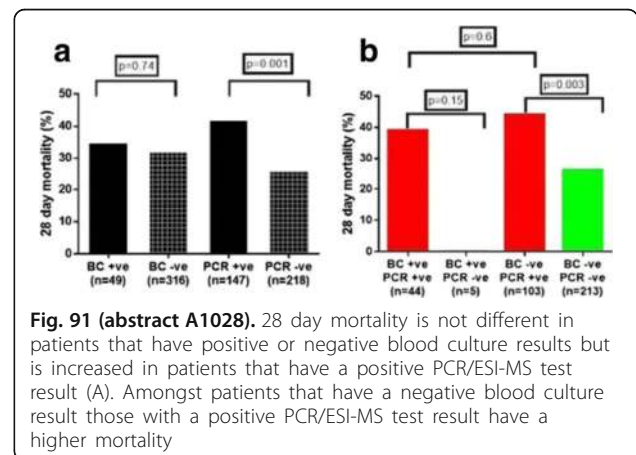 a
p=0.74
p=0.001
28 day mortality (%)
50
40
30
20
10
0
BC +ve
(n=49)
BC -ve
(n=316)
PCR +ve
(n=147)
PCR -ve
(n=218)
b
p=0.6
p=0.15
p=0.003
28 day mortality (%)
50
40
30
20
10
0
BC +ve
PCR +ve
(n=44)
BC +ve
PCR -ve
(n=5)
BC -ve
PCR +ve
(n=103)
BC -ve
PCR -ve
(n=213)
Fig. 91 (abstract A1028). 28 day mortality is not different in
patients that have positive or negative blood culture results but
is increased in patients that have a positive PCR/ESI-MS test
result (A). Amongst patients that have a negative blood culture
result those with a positive PCR/ESI-MS test result have a
higher mortality